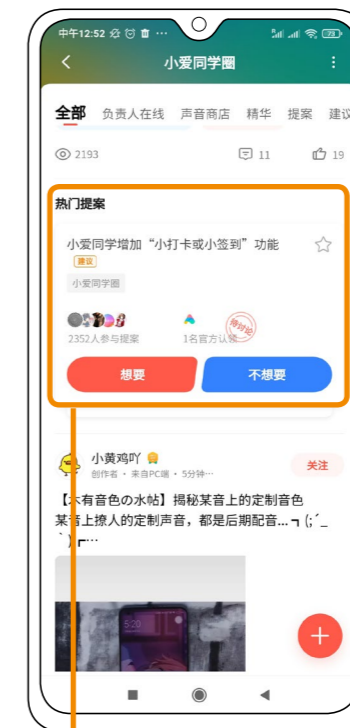 中午12:52
小爱同学圈
全部 负责人在线 声音商店 精华 提案 建议
2193 11 19
热门提案
小爱同学增加“小打卡或小签到”功能
建议
小爱同学圈
待讨论
2352人参与提案 1名官方认领
想要 不想要
小黄鸡吖
创作者 · 来自PC端 · 5分钟…
关注
【木有音色の水帖】揭秘某音上的定制音色
某音上撩人的定制声音，都是后期配音…┓(;´_
｀)┏…
5:20